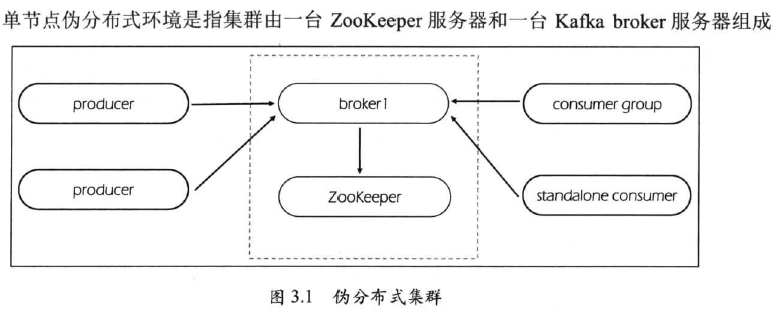 单节点伪分布式环境是指集群由一台 ZooKeeper 服务器和一台 Kafka broker 服务器组成
producer broker1 consumer group
producer ZooKeeper standalone consumer
图 3.1 伪分布式集群